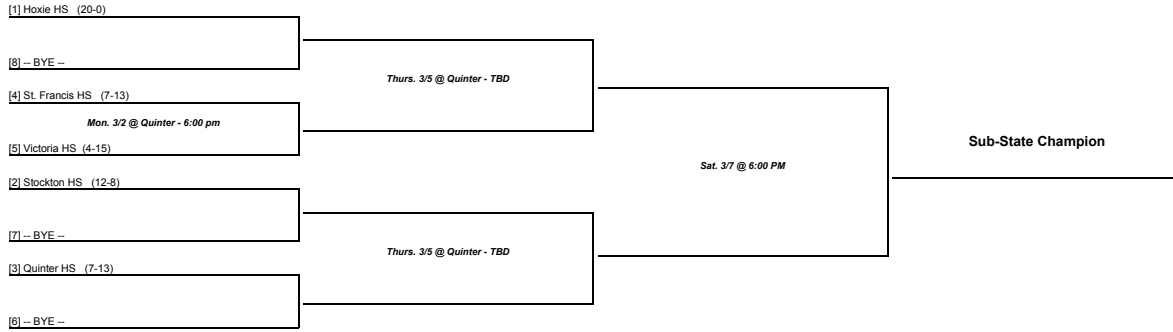 [1] Hoxie HS (20-0)
[8] -- BYE --
Thurs. 3/5 @ Quinter - TBD
[4] St. Francis HS (7-13)
Mon. 3/2 @ Quinter - 6:00 pm
[5] Victoria HS (4-15)
Sub-State Champion
Sat. 3/7 @ 6:00 PM
[2] Stockton HS (12-8)
[7] -- BYE --
Thurs. 3/5 @ Quinter - TBD
[3] Quinter HS (7-13)
[6] -- BYE --